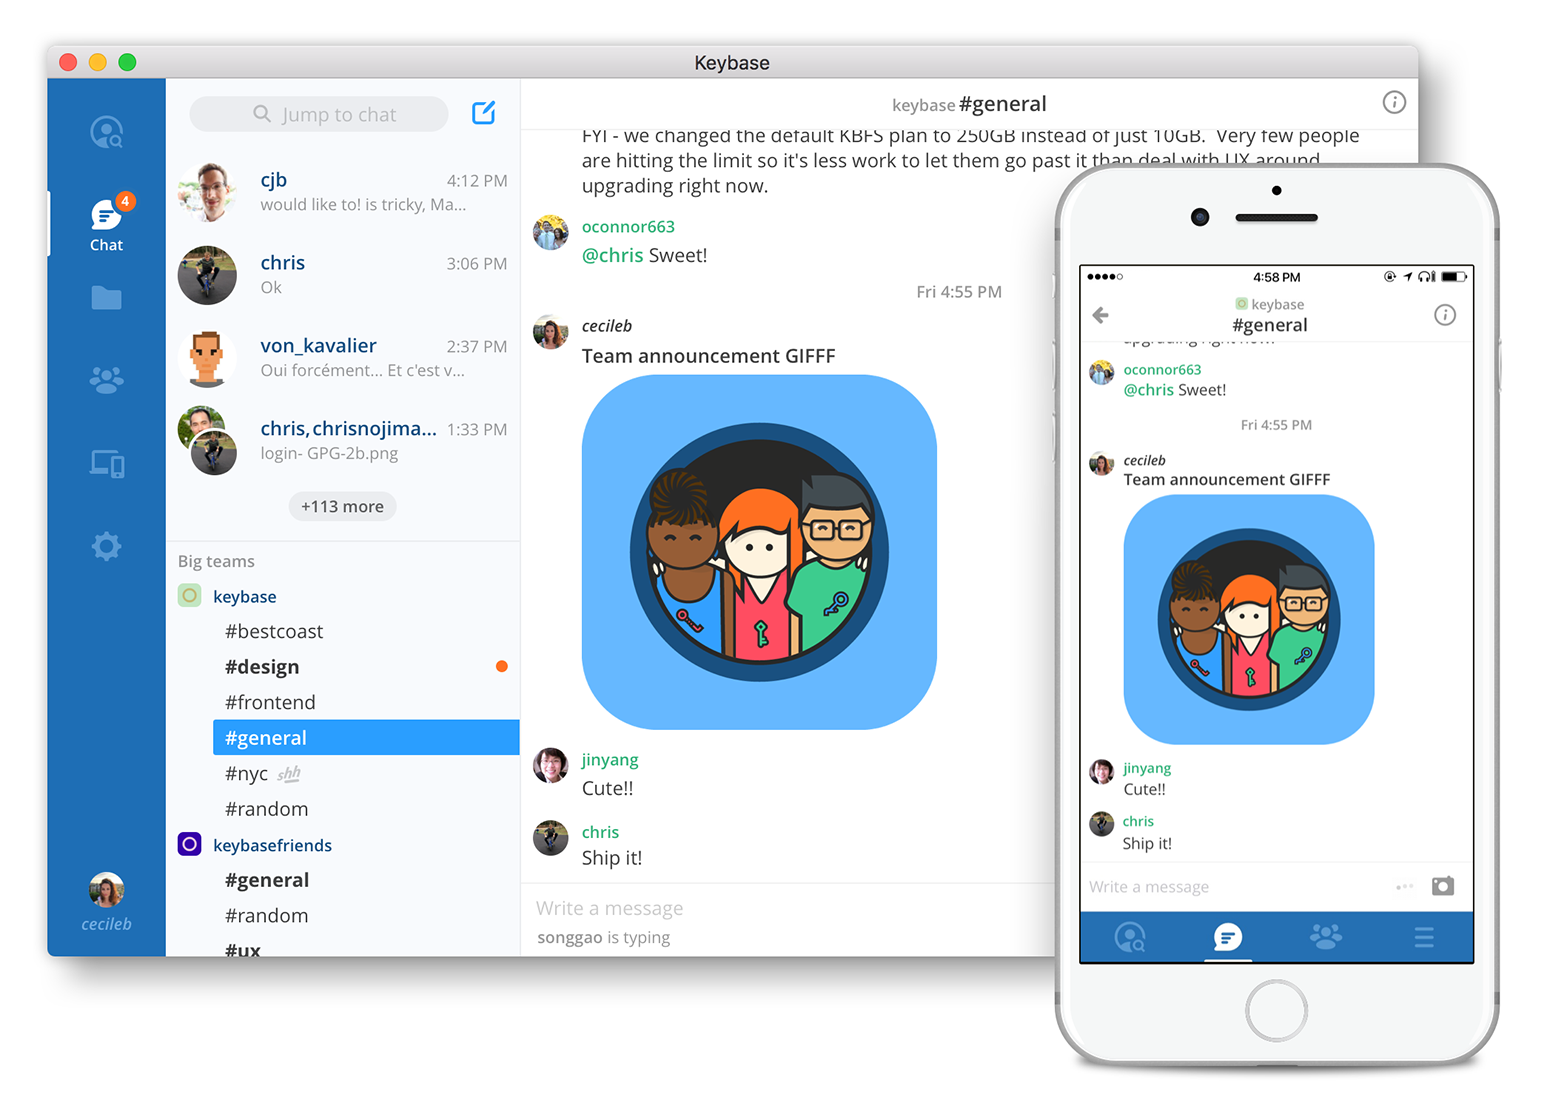 Keybase
Chat
4
cecileb
Jump to chat
cjb 4:12 PM
would like to! is tricky, Ma...
chris 3:06 PM
Ok
von_kavalier 2:37 PM
Oui forcément... Et c'est v...
chris,chrisnojima... 1:33 PM
login- GPG-2b.png
+113 more
Big teams
keybase
#bestcoast
#design
#frontend
#general
#nyc shh
#random
keybasefriends
#general
#random
#ux
keybase #general
FYI - we changed the default KBFS plan to 250GB instead of just 10GB. Very few people
are hitting the limit so it's less work to let them go past it than deal with UX around
upgrading right now.
oconnor663
@chris Sweet!
Fri 4:55 PM
cecileb
Team announcement GIFFF
jinyang
Cute!!
chris
Ship it!
Write a message
songgao is typing
4:58 PM
keybase
#general
upgrading right now.
oconnor663
@chris Sweet!
Fri 4:55 PM
cecileb
Team announcement GIFFF
jinyang
Cute!!
chris
Ship it!
Write a message